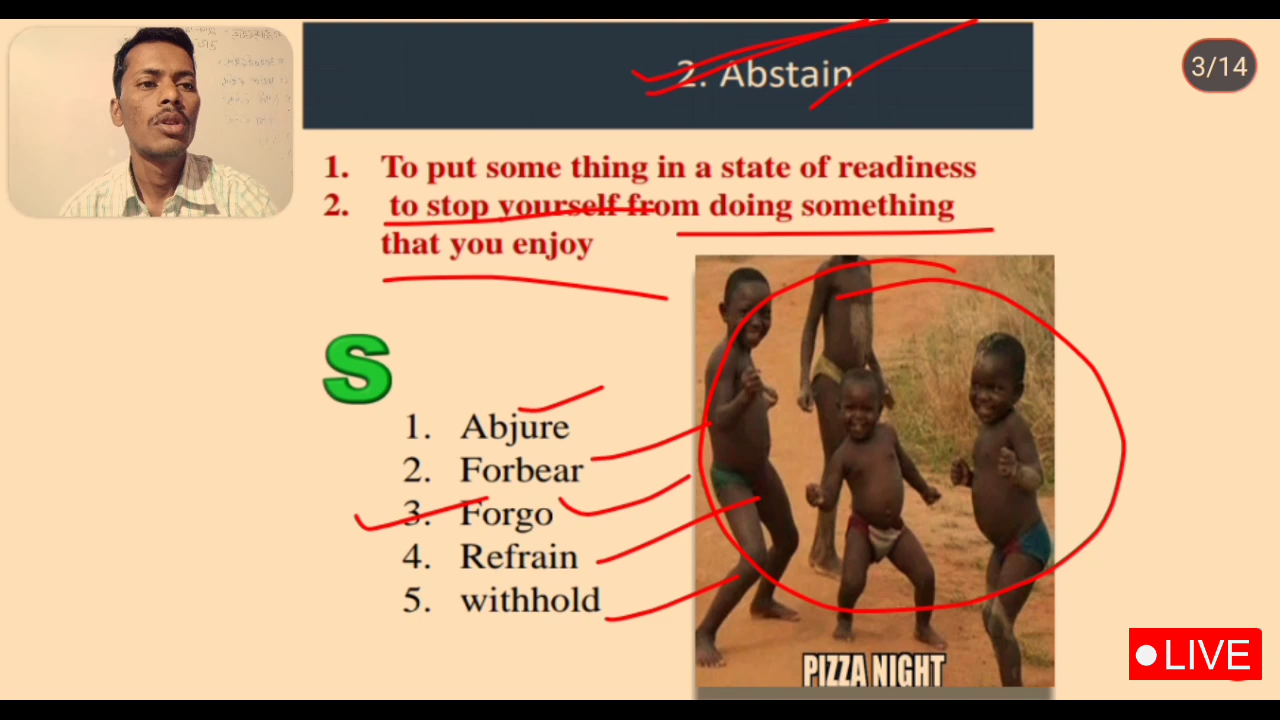 2. Abstain
3/14
1. To put some thing in a state of readiness
2. to stop yourself from doing something
that you enjoy
S
1. Abjure
2. Forbear
3. Forgo
4. Refrain
5. withhold
PIZZA NIGHT
LIVE